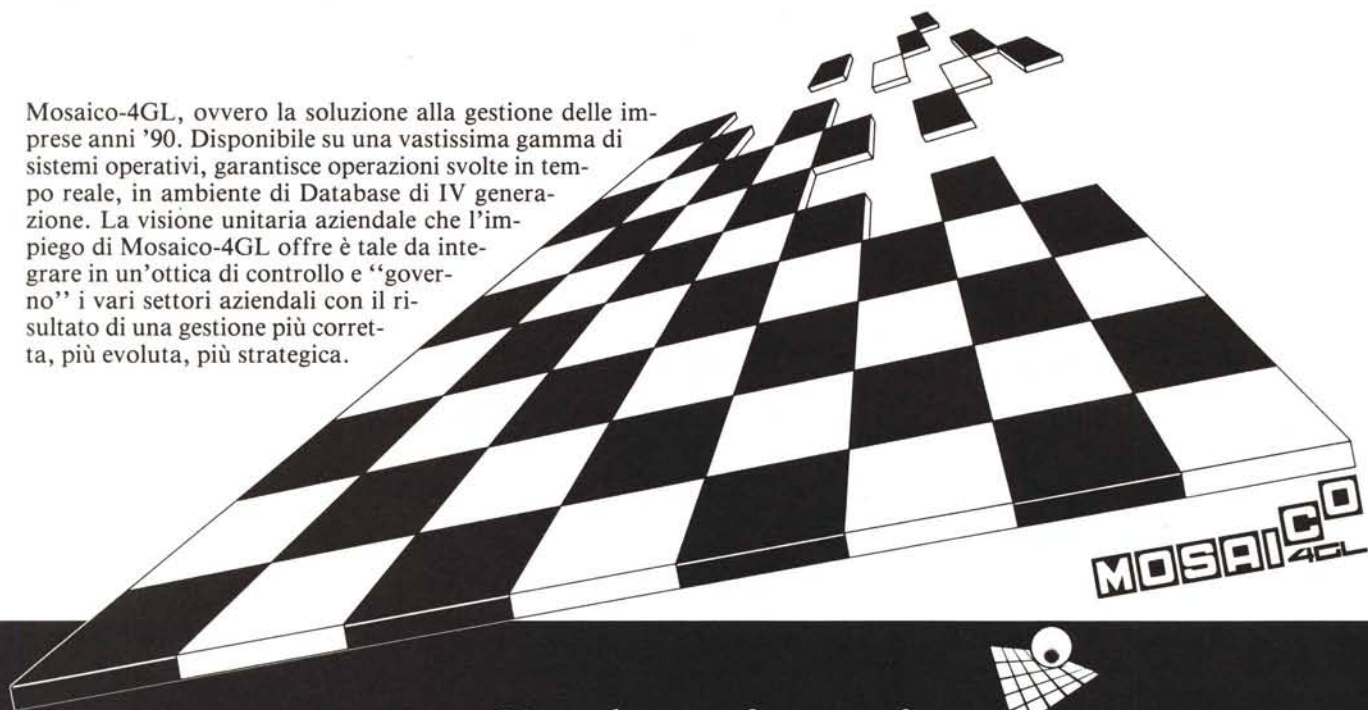 Mosaico-4GL, ovvero la soluzione alla gestione delle im-
prese anni '90. Disponibile su una vastissima gamma di
sistemi operativi, garantisce operazioni svolte in tem-
po reale, in ambiente di Database di IV genera-
zione. La visione unitaria aziendale che l'im-
piego di Mosaico-4GL offre è tale da inte-
grare in un'ottica di controllo e “gover-
no” i vari settori aziendali con il ri-
sultato di una gestione più corret-
ta, più evoluta, più strategica.
MOSAICO
4GL